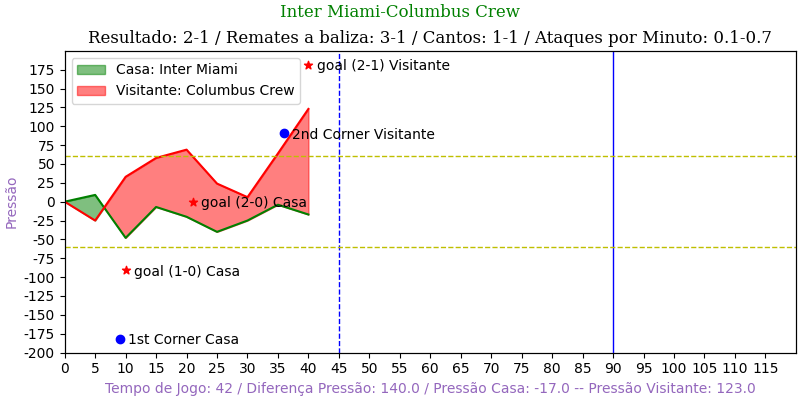 Inter Miami-Columbus Crew
Resultado: 2-1 / Remates a baliza: 3-1 / Cantos: 1-1 / Ataques por Minuto: 0.1-0.7
Casa: Inter Miami
Visitante: Columbus Crew
goal (2-1) Visitante
2nd Corner Visitante
goal (2-0) Casa
goal (1-0) Casa
1st Corner Casa
Pressão
175
150
125
100
75
50
25
0
-25
-50
-75
-100
-125
-150
-175
-200
0 5 10 15 20 25 30 35 40 45 50 55 60 65 70 75 80 85 90 95 100 105 110 115
Tempo de Jogo: 42 / Diferença Pressão: 140.0 / Pressão Casa: -17.0 -- Pressão Visitante: 123.0